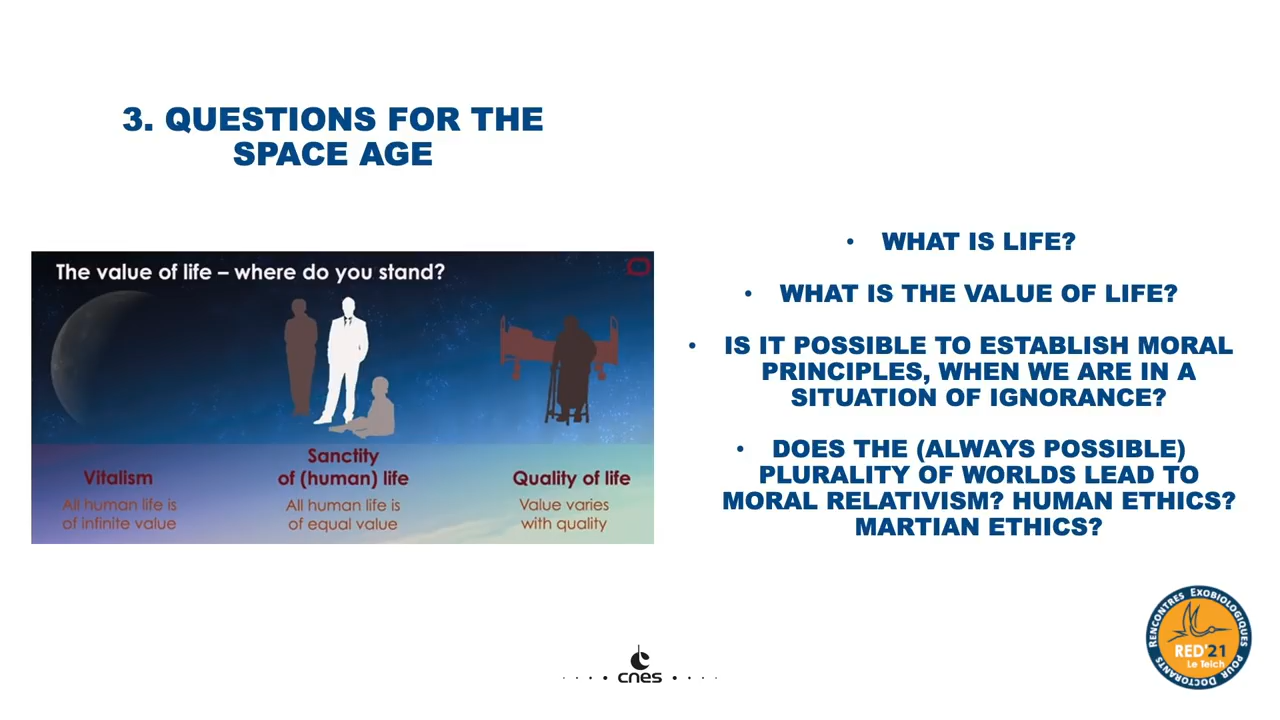 3. QUESTIONS FOR THE
SPACE AGE
The value of life – where do you stand?
Vitalism
All human life is
of infinite value
Sanctity
of (human) life
All human life is
of equal value
Quality of life
Value varies
with quality
• WHAT IS LIFE?
• WHAT IS THE VALUE OF LIFE?
• IS IT POSSIBLE TO ESTABLISH MORAL
PRINCIPLES, WHEN WE ARE IN A
SITUATION OF IGNORANCE?
• DOES THE (ALWAYS POSSIBLE)
PLURALITY OF WORLDS LEAD TO
MORAL RELATIVISM? HUMAN ETHICS?
MARTIAN ETHICS?
cnes
RENCONTRES EXOBIOLOGIQUES
POUR DOCTORANTS
RED'21
Le Teich